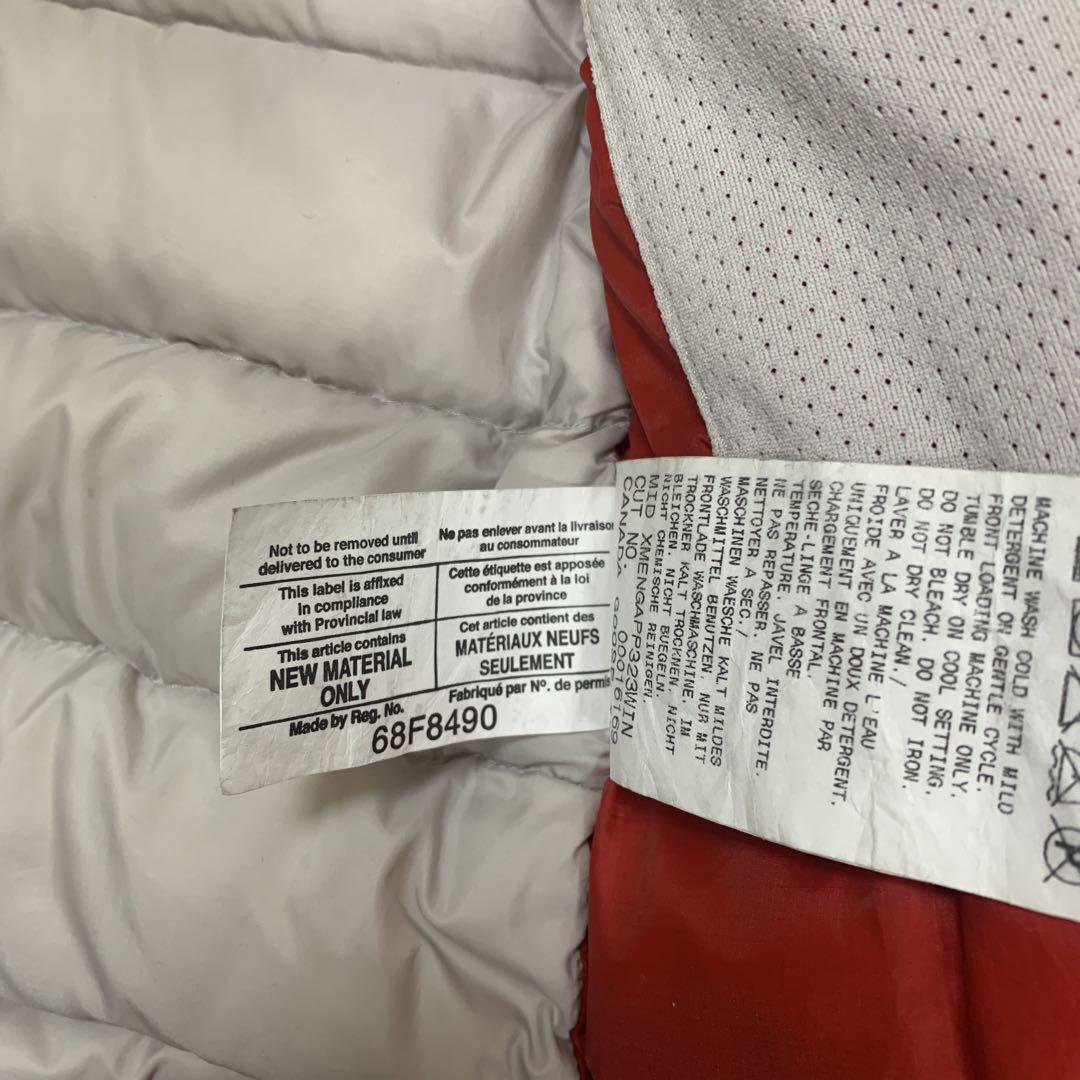 Not to be removed until
delivered to the consumer
Ne pas enlever avant la livraiso
au consommateur
This label is affixed
in compliance
with Provincial law
Cette étiquette est apposée
conformément à la loi
de la province
This article contains
NEW MATERIAL
ONLY
Cet article contient des
MATÉRIAUX NEUFS
SEULEMENT
Made by Reg. No.
Fabriqué par Nº. de permis
68F8490
MACHINE WASH COLD WITH MILD
DETERGENT ON GENTLE CYCLE.
FRONT LOADING MACHINE ONLY.
TUMBLE DRY ON COOL SETTING.
DO NOT BLEACH. DO NOT IRON.
DO NOT DRY CLEAN./
LAVER A LA MACHINE L'EAU
FROIDE AVEC UN DOUX DETERGENT.
UNIQUEMENT EN MACHINE PAR
CHARGEMENT FRONTAL.
SECHE-LINGE A BASSE
TEMPERATURE. JAVEL INTERDITE.
NE PAS REPASSER. NE PAS
NETTOYER A SEC./
MASCHINEN WAESCHE KALT MILDES
WASCHMITTEL BENUTZEN. NUR MIT
FRONTLADE WASCHMASCHINE. IM
TROCKNER KALT TROCKNEN. NICHT
BLEICHEN. NICHT BUEGELN.
NICHT CHEMISCHE REINIGEN.
MID XMENGAPP323WIN
CUT NO. 00016169
CANADA